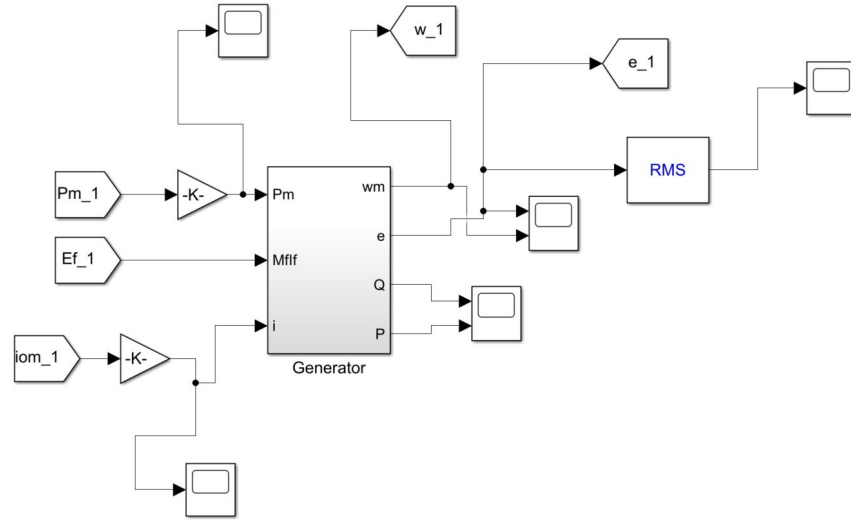 w_1
e_1
RMS
Pm_1
-K-
Pm
wm
e
Ef_1
MfIf
Q
P
iom_1
-K-
i
Generator